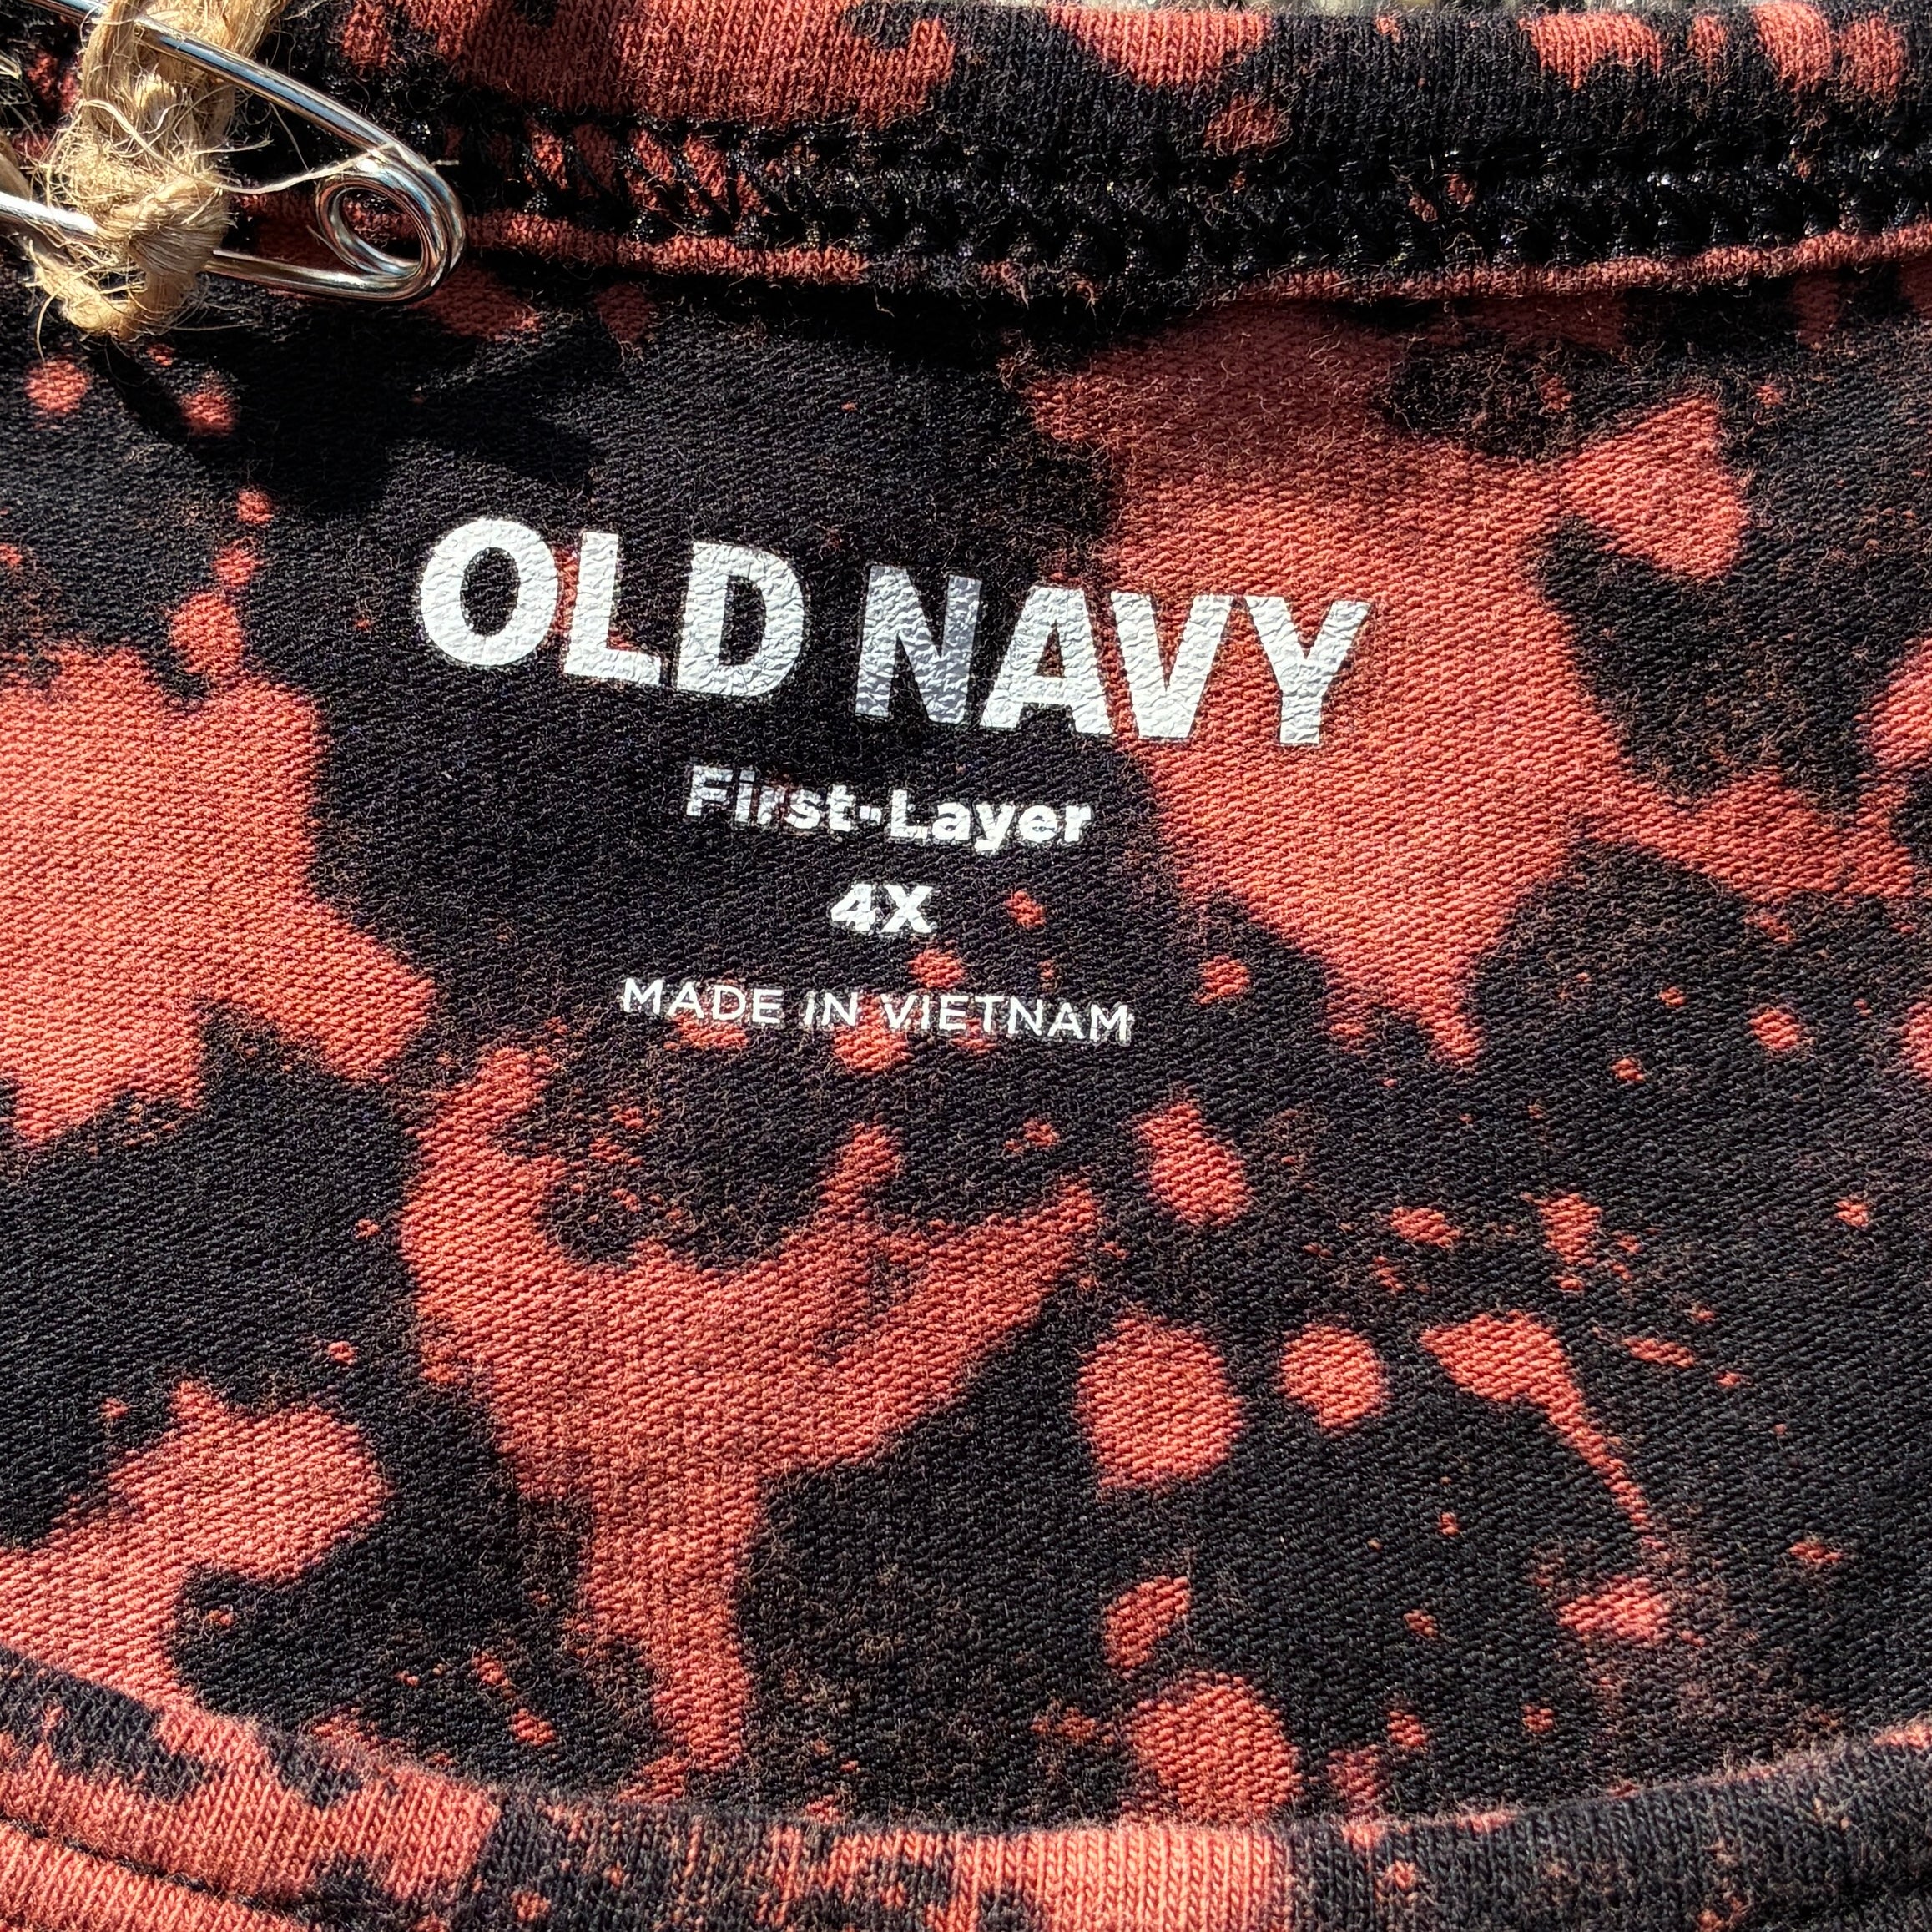 OLD NAVY
First-Layer
4X
MADE IN VIETNAM